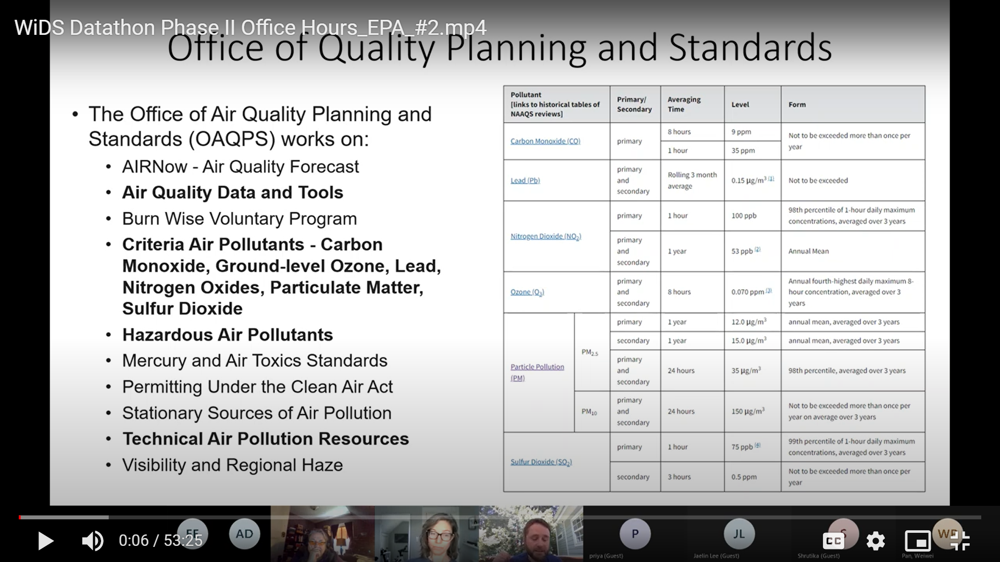 WiDS Datathon Phase II Office Hours_EPA_#2.mp4
Office of Quality Planning and Standards
• The Office of Air Quality Planning and
Standards (OAQPS) works on:
• AIRNow - Air Quality Forecast
• Air Quality Data and Tools
• Burn Wise Voluntary Program
• Criteria Air Pollutants - Carbon
Monoxide, Ground-level Ozone, Lead,
Nitrogen Oxides, Particulate Matter,
Sulfur Dioxide
• Hazardous Air Pollutants
• Mercury and Air Toxics Standards
• Permitting Under the Clean Air Act
• Stationary Sources of Air Pollution
• Technical Air Pollution Resources
• Visibility and Regional Haze
Pollutant
[links to historical tables of
NAAQS reviews]
Primary/
Secondary
Averaging
Time
Level
Form
Carbon Monoxide (CO)
primary
8 hours
9 ppm
Not to be exceeded more than once per
year
1 hour
35 ppm
Lead (Pb)
primary
and
secondary
Rolling 3 month
average
0.15 μg/m³ (1)
Not to be exceeded
Nitrogen Dioxide (NO₂)
primary
1 hour
100 ppb
98th percentile of 1-hour daily maximum
concentrations, averaged over 3 years
primary
and
secondary
1 year
53 ppb (2)
Annual Mean
Ozone (O₃)
primary
and
secondary
8 hours
0.070 ppm (3)
Annual fourth-highest daily maximum 8-
hour concentration, averaged over 3
years
Particle Pollution
(PM)
PM₂.₅
primary
1 year
12.0 μg/m³
annual mean, averaged over 3 years
secondary
1 year
15.0 μg/m³
annual mean, averaged over 3 years
primary
and
secondary
24 hours
35 μg/m³
98th percentile, averaged over 3 years
PM₁₀
primary
and
secondary
24 hours
150 μg/m³
Not to be exceeded more than once per
year on average over 3 years
Sulfur Dioxide (SO₂)
primary
1 hour
75 ppb (4)
99th percentile of 1-hour daily maximum
concentrations, averaged over 3 years
secondary
3 hours
0.5 ppm
Not to be exceeded more than once per
year
0:06 / 53:25
AD
P
priya (Guest)
JL
Jaelin Lee (Guest)
S
Shrutika (Guest)
CC
Pan, Weiwei